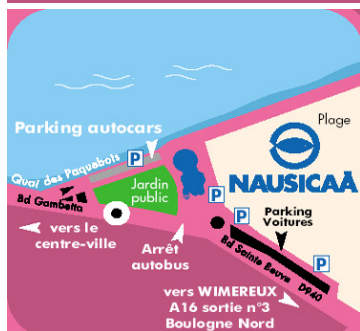 Plage
Parking autocars
P
Quai des Paquebots
Bd Gambetta
Jardin
public
NAUSICAÄ
P
P
Parking
Voitures
vers le
centre-ville
Arrêt
autobus
Bd Sainte Beuve D940
P
vers WIMEREUX
A16 sortie n°3
Boulogne Nord